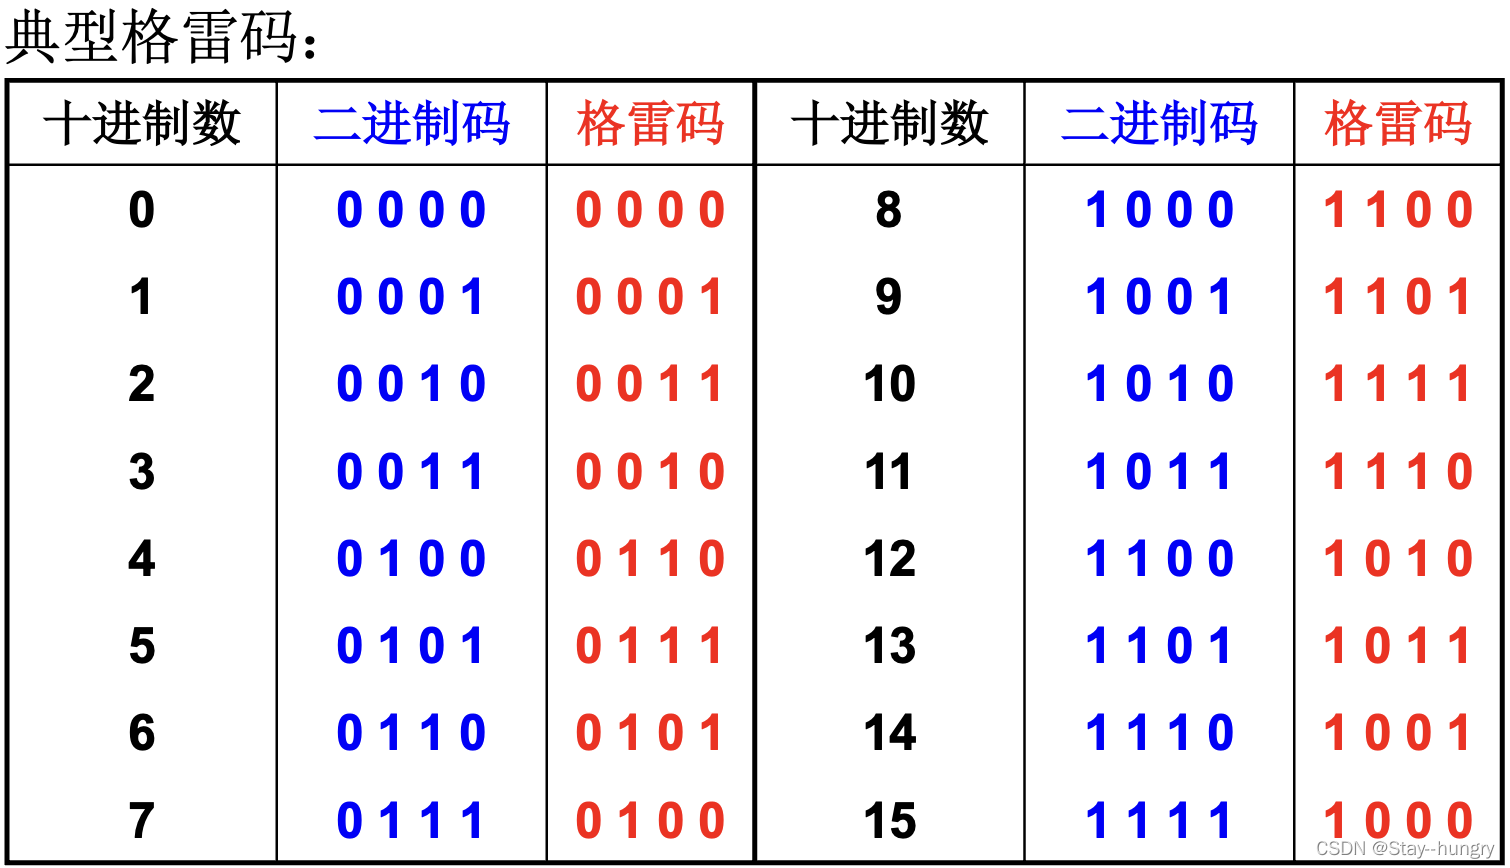 典型格雷码：
十进制数 二进制码 格雷码 十进制数 二进制码 格雷码
0 0 0 0 0 0 0 0 0 8 1 0 0 0 1 1 0 0
1 0 0 0 1 0 0 0 1 9 1 0 0 1 1 1 0 1
2 0 0 1 0 0 0 1 1 10 1 0 1 0 1 1 1 1
3 0 0 1 1 0 0 1 0 11 1 0 1 1 1 1 1 0
4 0 1 0 0 0 1 1 0 12 1 1 0 0 1 0 1 0
5 0 1 0 1 0 1 1 1 13 1 1 0 1 1 0 1 1
6 0 1 1 0 0 1 0 1 14 1 1 1 0 1 0 0 1
7 0 1 1 1 0 1 0 0 15 1 1 1 1 1 0 0 0
CSDN @Stay--hungry